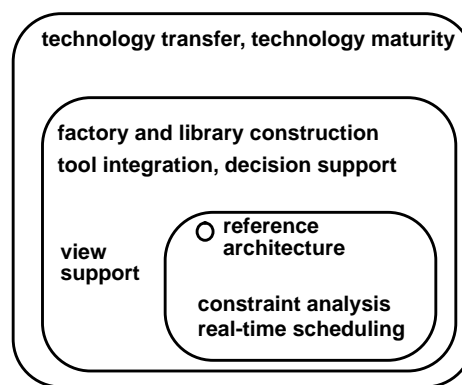 technology transfer, technology maturity
factory and library construction
tool integration, decision support
reference
architecture
view
support
constraint analysis
real-time scheduling